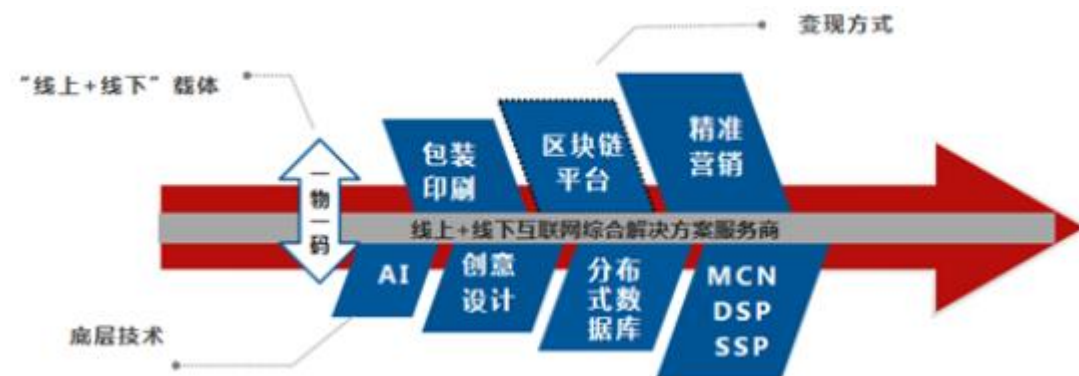 变现方式
“线上+线下”载体
包装
印刷
区块链
平台
精准
营销
一物一码
线上+线下互联网综合解决方案服务商
AI
创意
设计
分布
式数
据库
MCN
DSP
SSP
底层技术